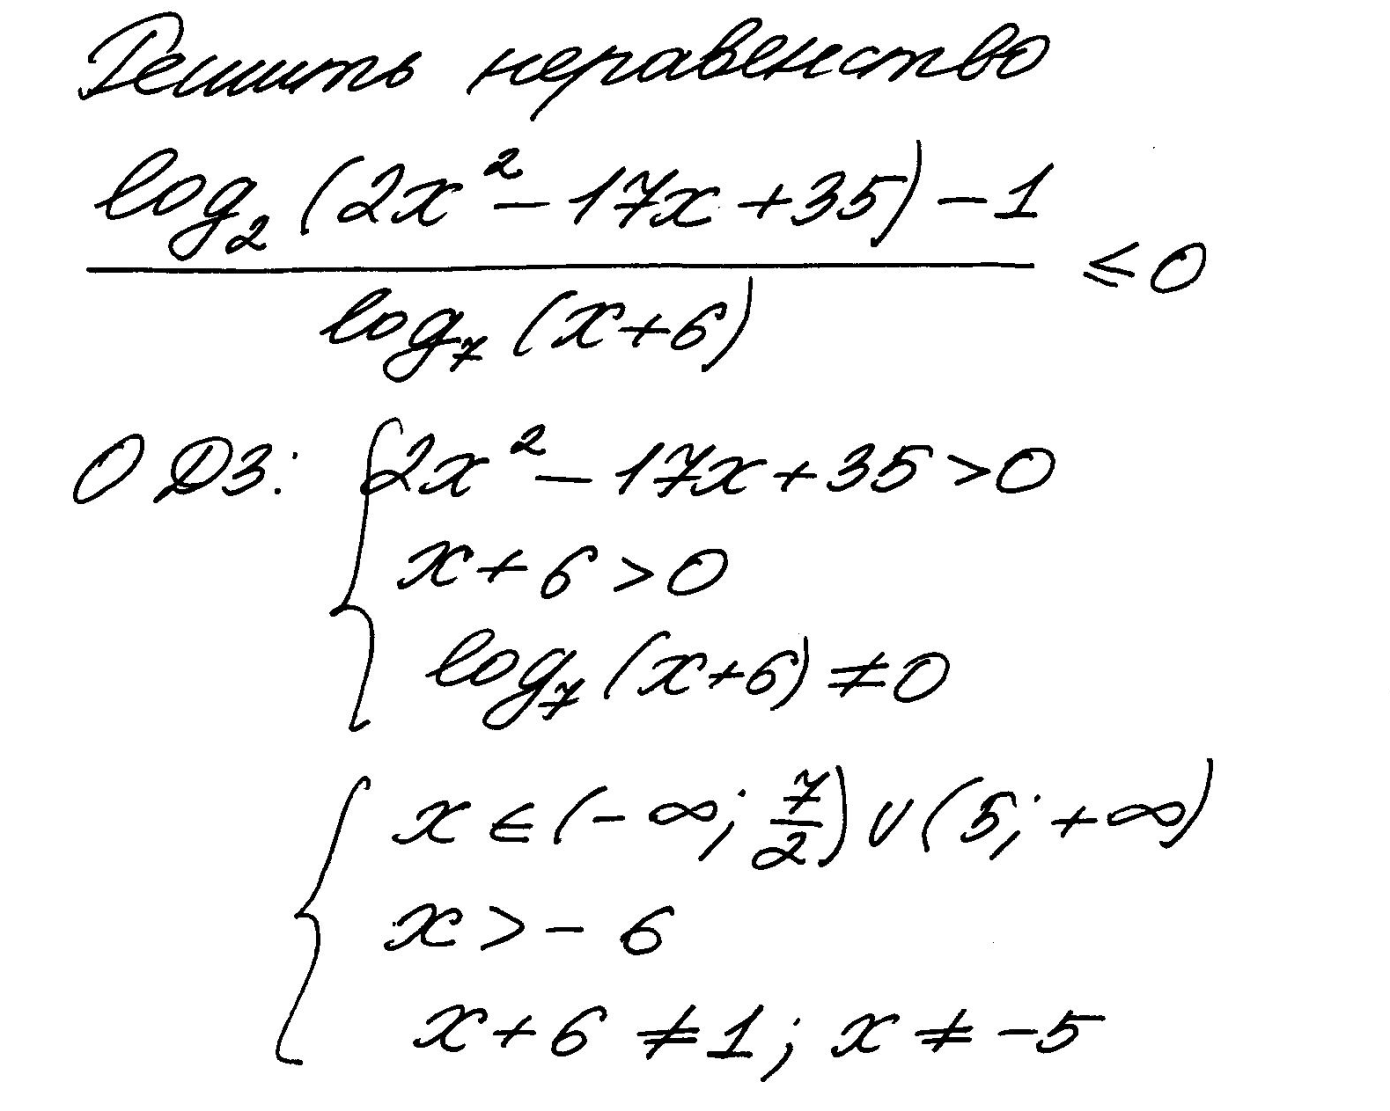 Решить неравенство
log₂(2x² - 17x + 35) - 1
≤ 0
log₇(x+6)
ОДЗ: { 2x² - 17x + 35 > 0
x + 6 > 0
log₇(x+6) ≠ 0
{ x ∈ (-∞; 7/2) ∪ (5; +∞)
x > - 6
x + 6 ≠ 1; x ≠ -5